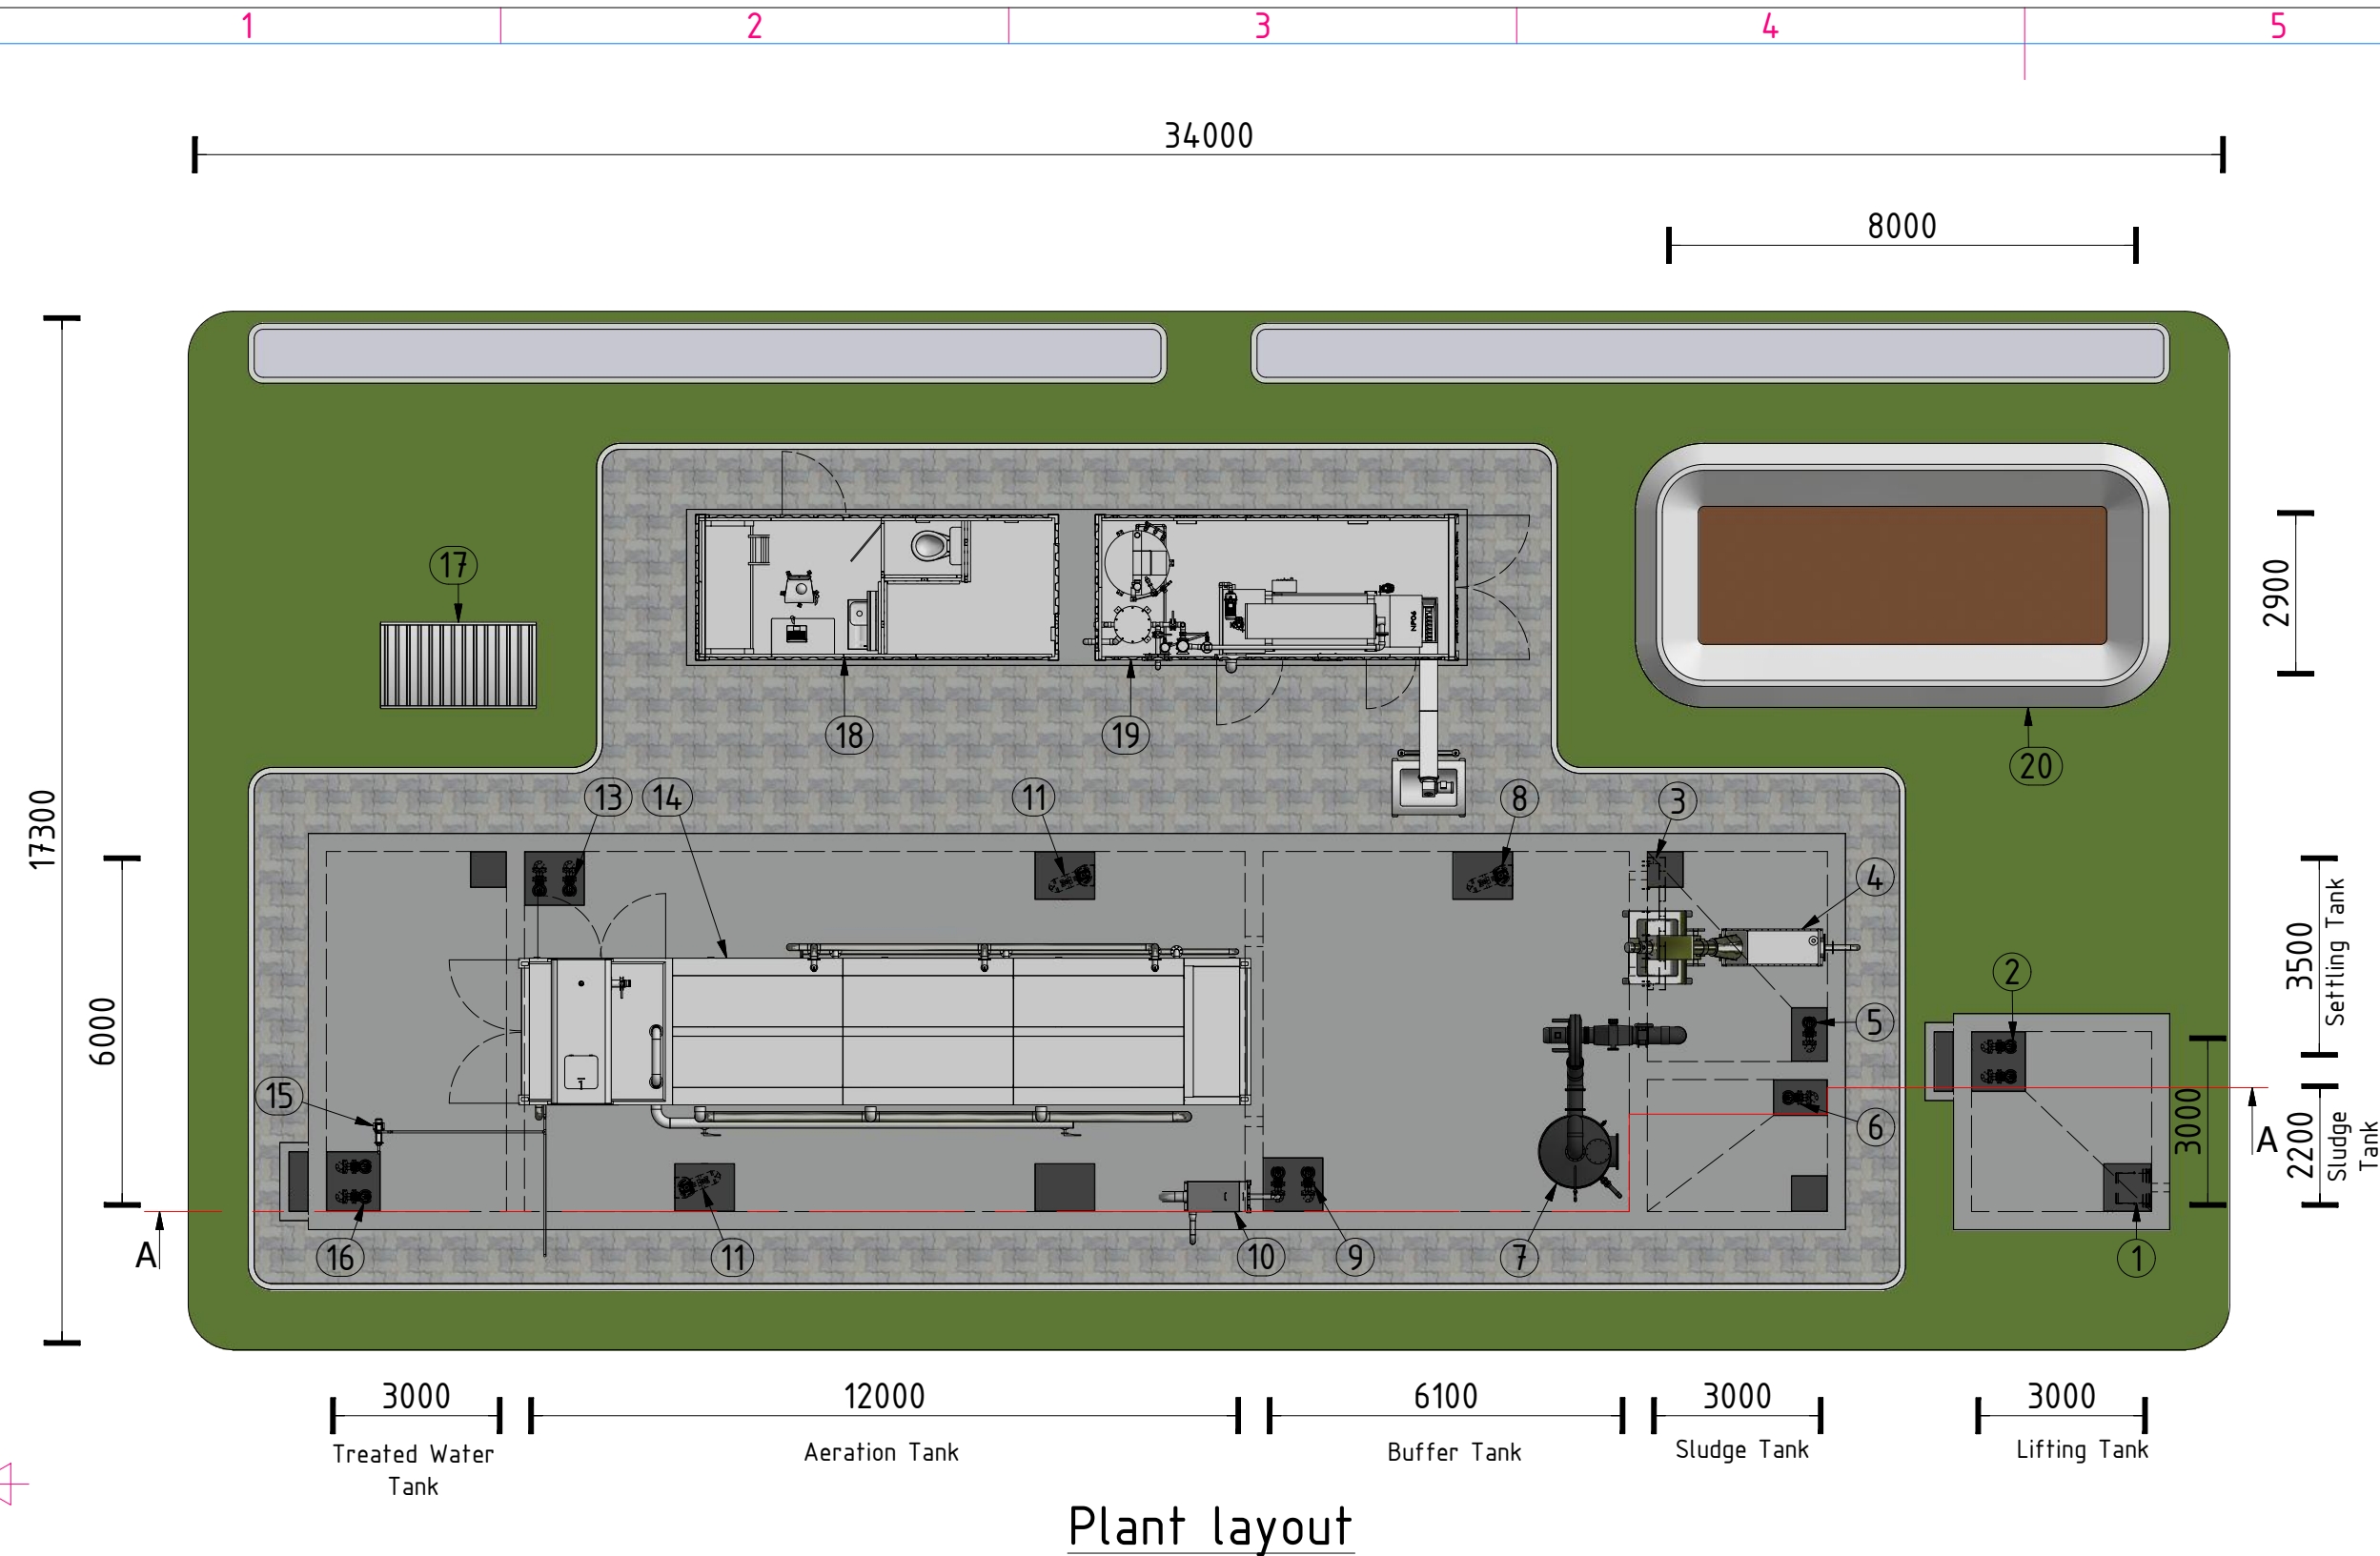 1 2 3 4 5
34000
8000
17300
6000
2900
3500
Settling Tank
3000
2200
Sludge
Tank
17
18
19
NP06
20
13 14 11 8 3
4
2
5
15
6
A A
16 11 10 9 7 1
3000 12000 6100 3000 3000
Treated Water
Tank
Aeration Tank
Buffer Tank
Sludge Tank
Lifting Tank
Plant layout